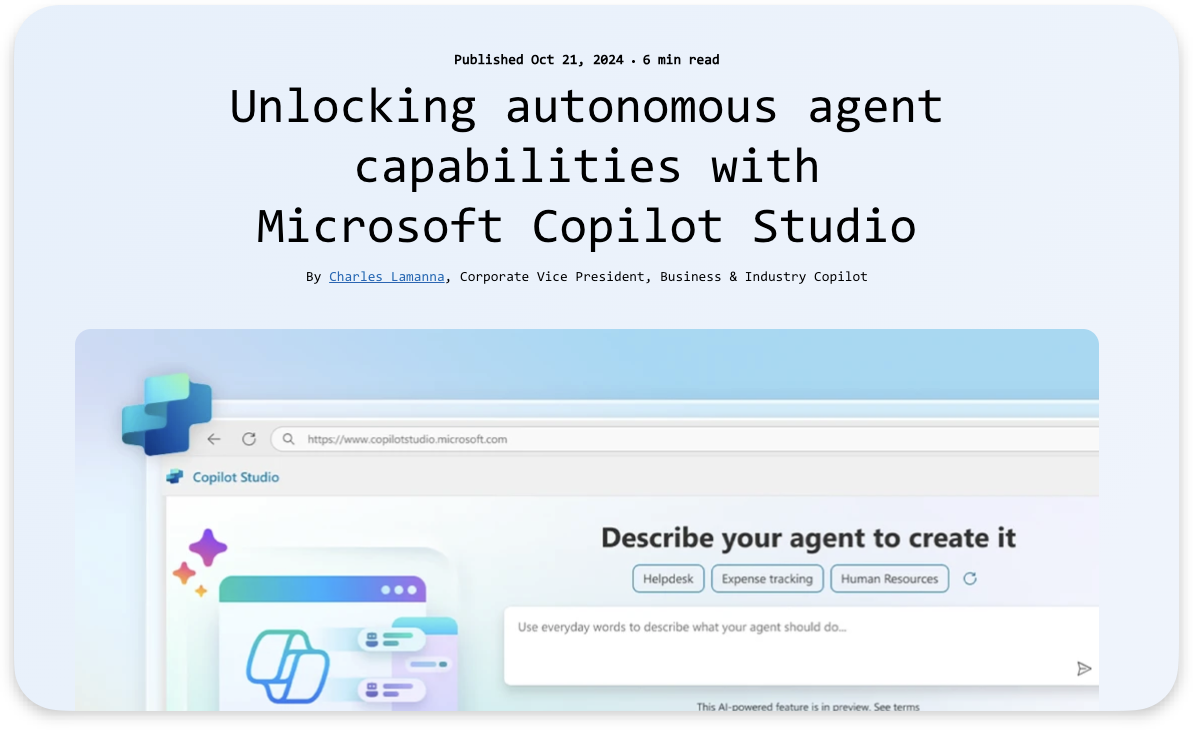 Published Oct 21, 2024 • 6 min read
Unlocking autonomous agent
capabilities with
Microsoft Copilot Studio
By Charles Lamanna, Corporate Vice President, Business & Industry Copilot
https://www.copilotstudio.microsoft.com
Copilot Studio
Describe your agent to create it
Helpdesk Expense tracking Human Resources
Use everyday words to describe what your agent should do...
This AI-powered feature is in preview. See terms